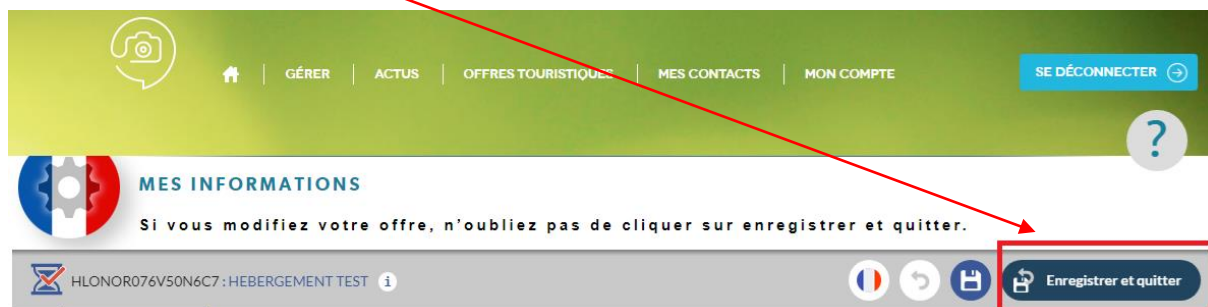 GÉRER ACTUS OFFRES TOURISTIQUES MES CONTACTS MON COMPTE SE DÉCONNECTER
?
MES INFORMATIONS
Si vous modifiez votre offre, n'oubliez pas de cliquer sur enregistrer et quitter.
HLONOR076V50N6C7 : HEBERGEMENT TEST i Enregistrer et quitter